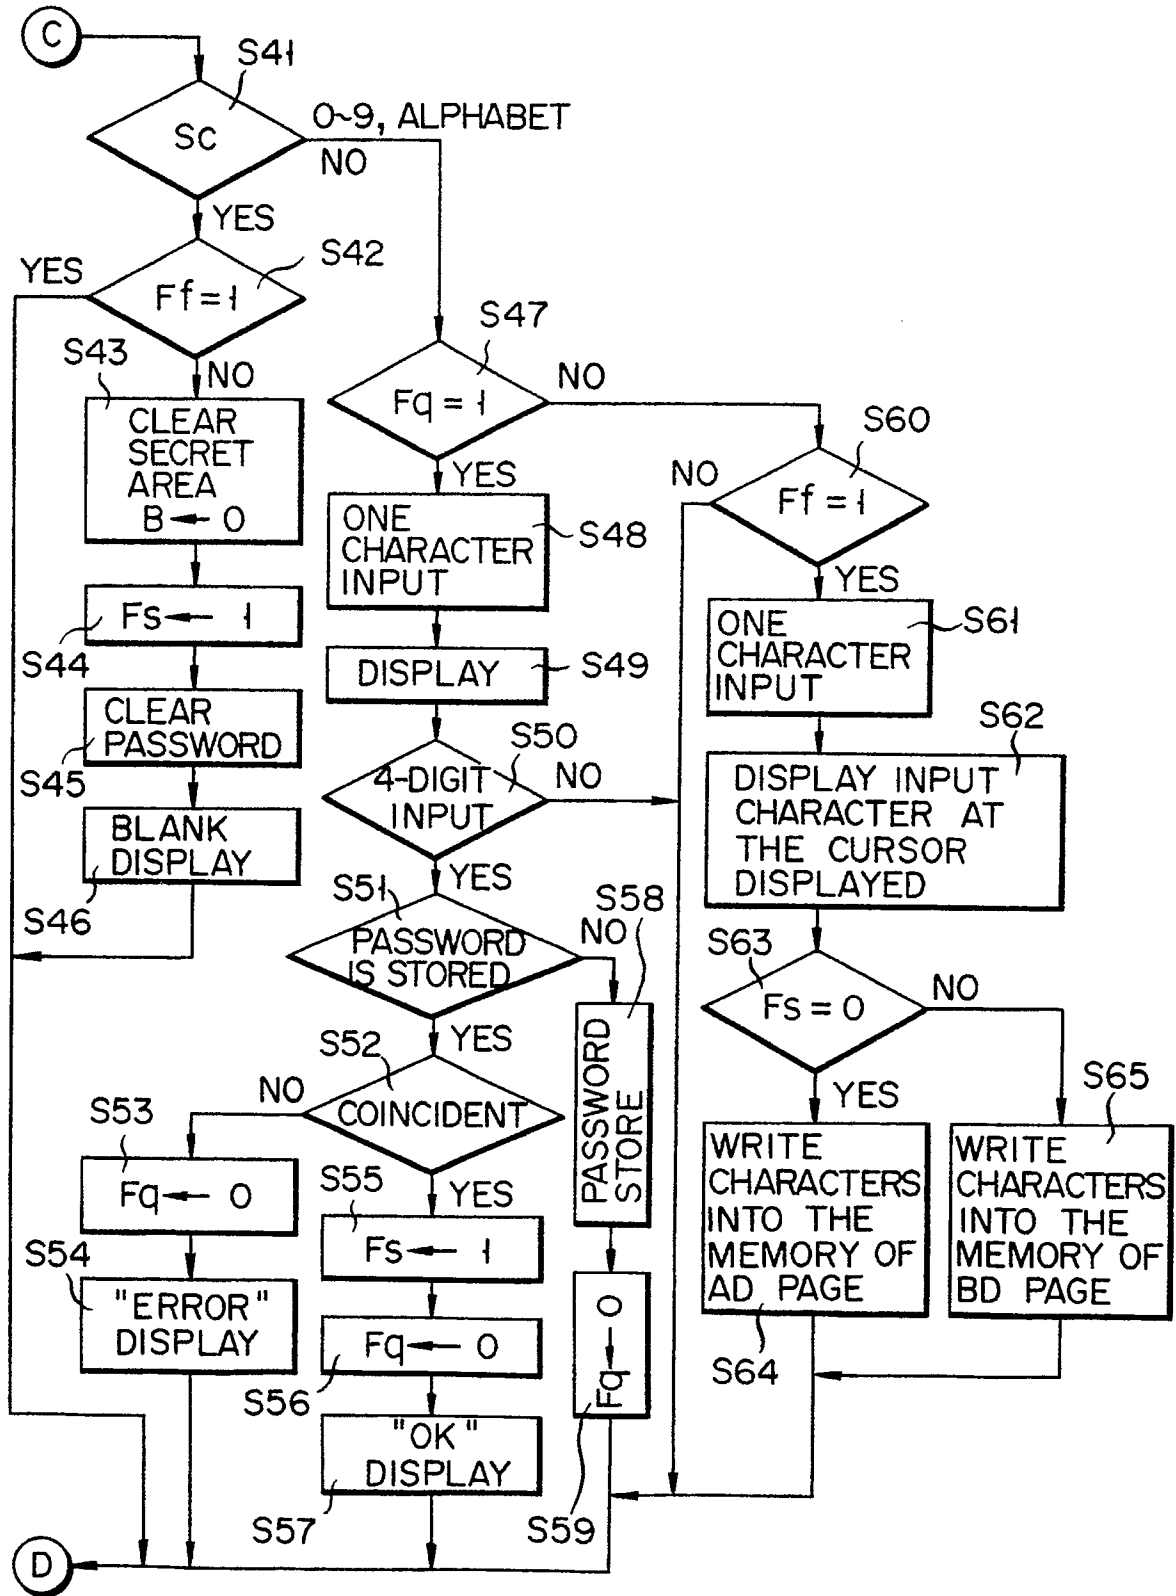 C
S41
Sc
0~9, ALPHABET
NO
YES
S42
YES
Ff = 1
S43
NO
CLEAR
SECRET
AREA
B ← 0
Fs ← 1
S44
CLEAR
PASSWORD
S45
BLANK
DISPLAY
S46
S47
Fq = 1
NO
YES
ONE
CHARACTER
INPUT
S48
DISPLAY
S49
S50
4-DIGIT
INPUT
NO
YES
S51
PASSWORD
IS STORED
NO
S58
YES
S52
COINCIDENT
NO
S53
Fq ← 0
S54
"ERROR"
DISPLAY
YES
S55
Fs ← 1
Fq ← 0
S56
"OK"
DISPLAY
S57
PASSWORD
STORE
Fq ← 0
S59
S60
NO
Ff = 1
YES
ONE
CHARACTER
INPUT
S61
S62
DISPLAY INPUT
CHARACTER AT
THE CURSOR
DISPLAYED
S63
Fs = 0
NO
YES
S65
WRITE
CHARACTERS
INTO THE
MEMORY OF
AD PAGE
S64
WRITE
CHARACTERS
INTO THE
MEMORY OF
BD PAGE
D